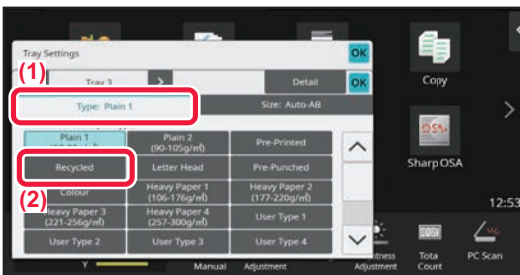 Tray Settings
OK
(1)
Tray 3
>
Detail
OK
Type: Plain 1
Size: Auto-AB
Plain 1
Plain 2
(90-105g/㎡)
Pre-Printed
Recycled
Letter Head
Pre-Punched
(2)
Colour
Heavy Paper 1
(106-176g/㎡)
Heavy Paper 2
(177-220g/㎡)
Heavy Paper 3
(221-256g/㎡)
Heavy Paper 4
(257-300g/㎡)
User Type 1
User Type 2
User Type 3
User Type 4
Copy
Sharp OSA
12:53
Y
Manual
Adjustment
Adjustment
Tota
Court
PC Scan